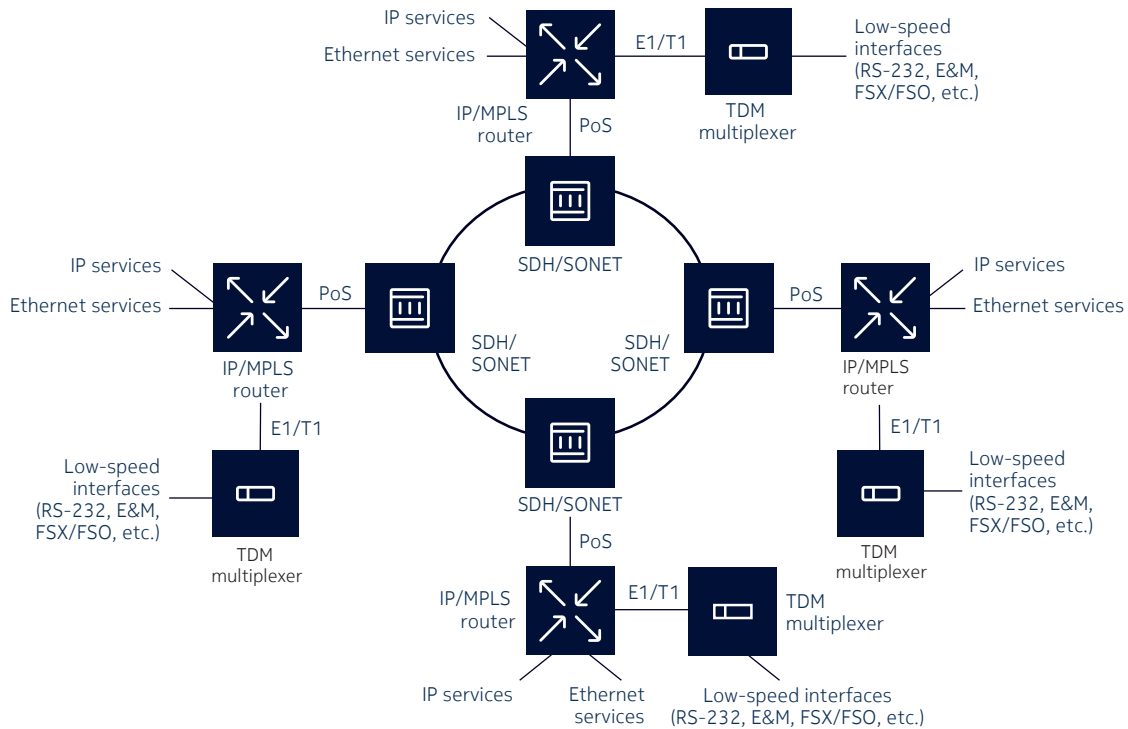 IP services
Ethernet services
E1/T1
Low-speed
interfaces
(RS-232, E&M,
FSX/FSO, etc.)
IP/MPLS
router
PoS
TDM
multiplexer
SDH/SONET
IP services
Ethernet services
PoS
IP/MPLS
router
SDH/
SONET
E1/T1
Low-speed
interfaces
(RS-232, E&M,
FSX/FSO, etc.)
TDM
multiplexer
SDH/
SONET
PoS
IP services
Ethernet services
IP/MPLS
router
E1/T1
Low-speed
interfaces
(RS-232, E&M,
FSX/FSO, etc.)
TDM
multiplexer
SDH/SONET
PoS
IP/MPLS
router
E1/T1
TDM
multiplexer
IP services
Ethernet
services
Low-speed interfaces
(RS-232, E&M, FSX/FSO, etc.)